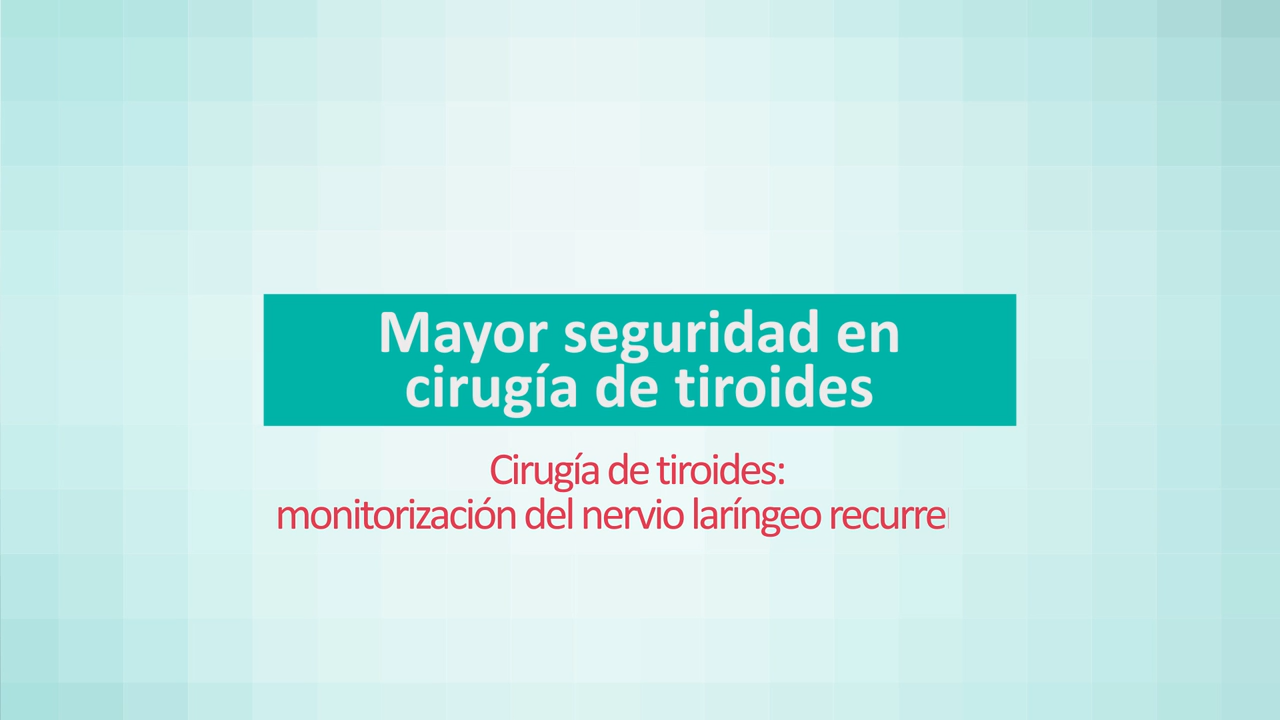 Mayor seguridad en
cirugía de tiroides
Cirugía de tiroides:
monitorización del nervio laríngeo recurre